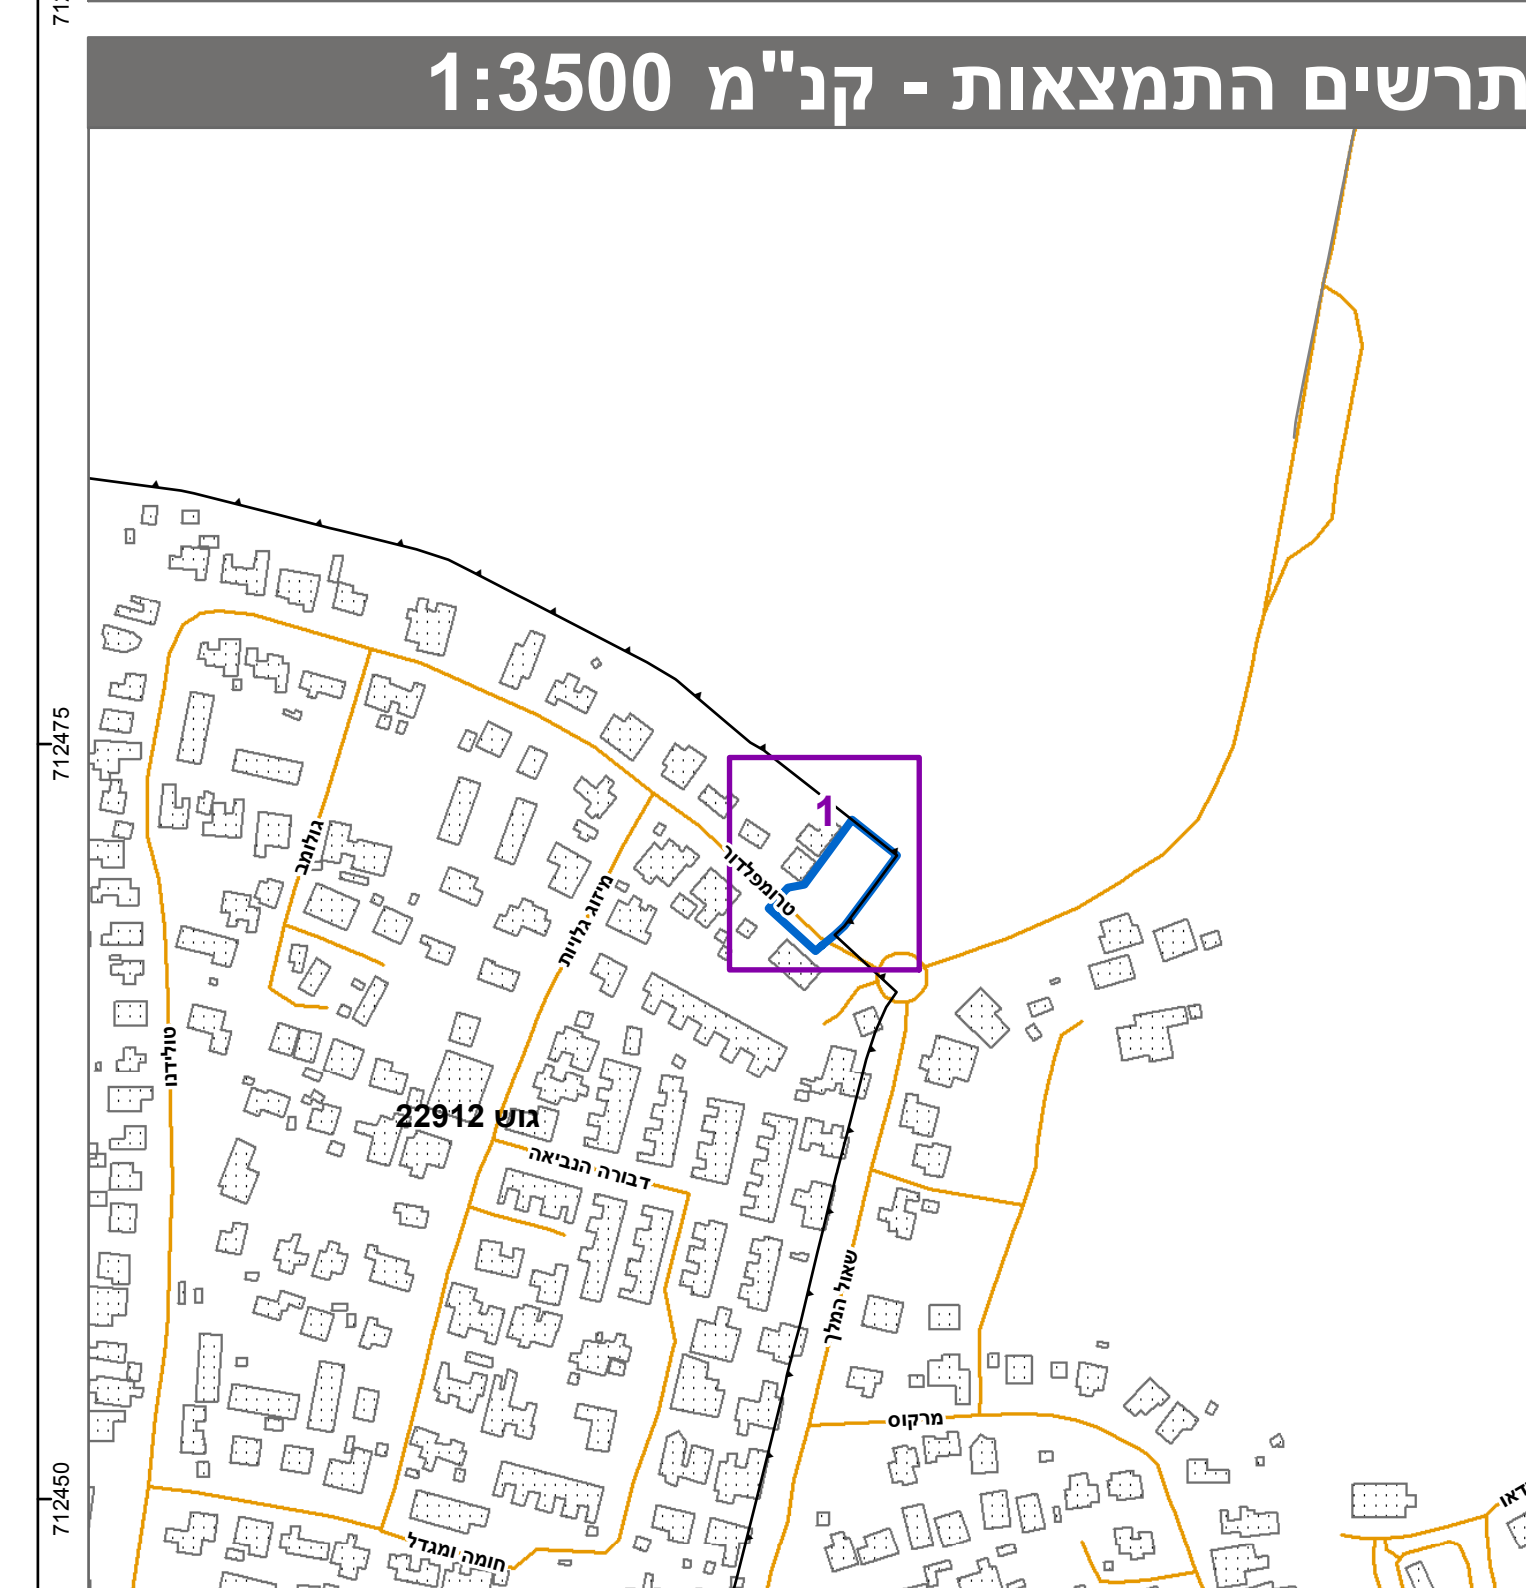 תרשים התמצאות - קנ"מ 1:3500
712475
1
טרומפלדור
גולומב
מיזוג גלויות
טולידנו
גוש 22912
דבורה הנביאה
שאול המלך
מרקוס
712450
חומה ומגדל